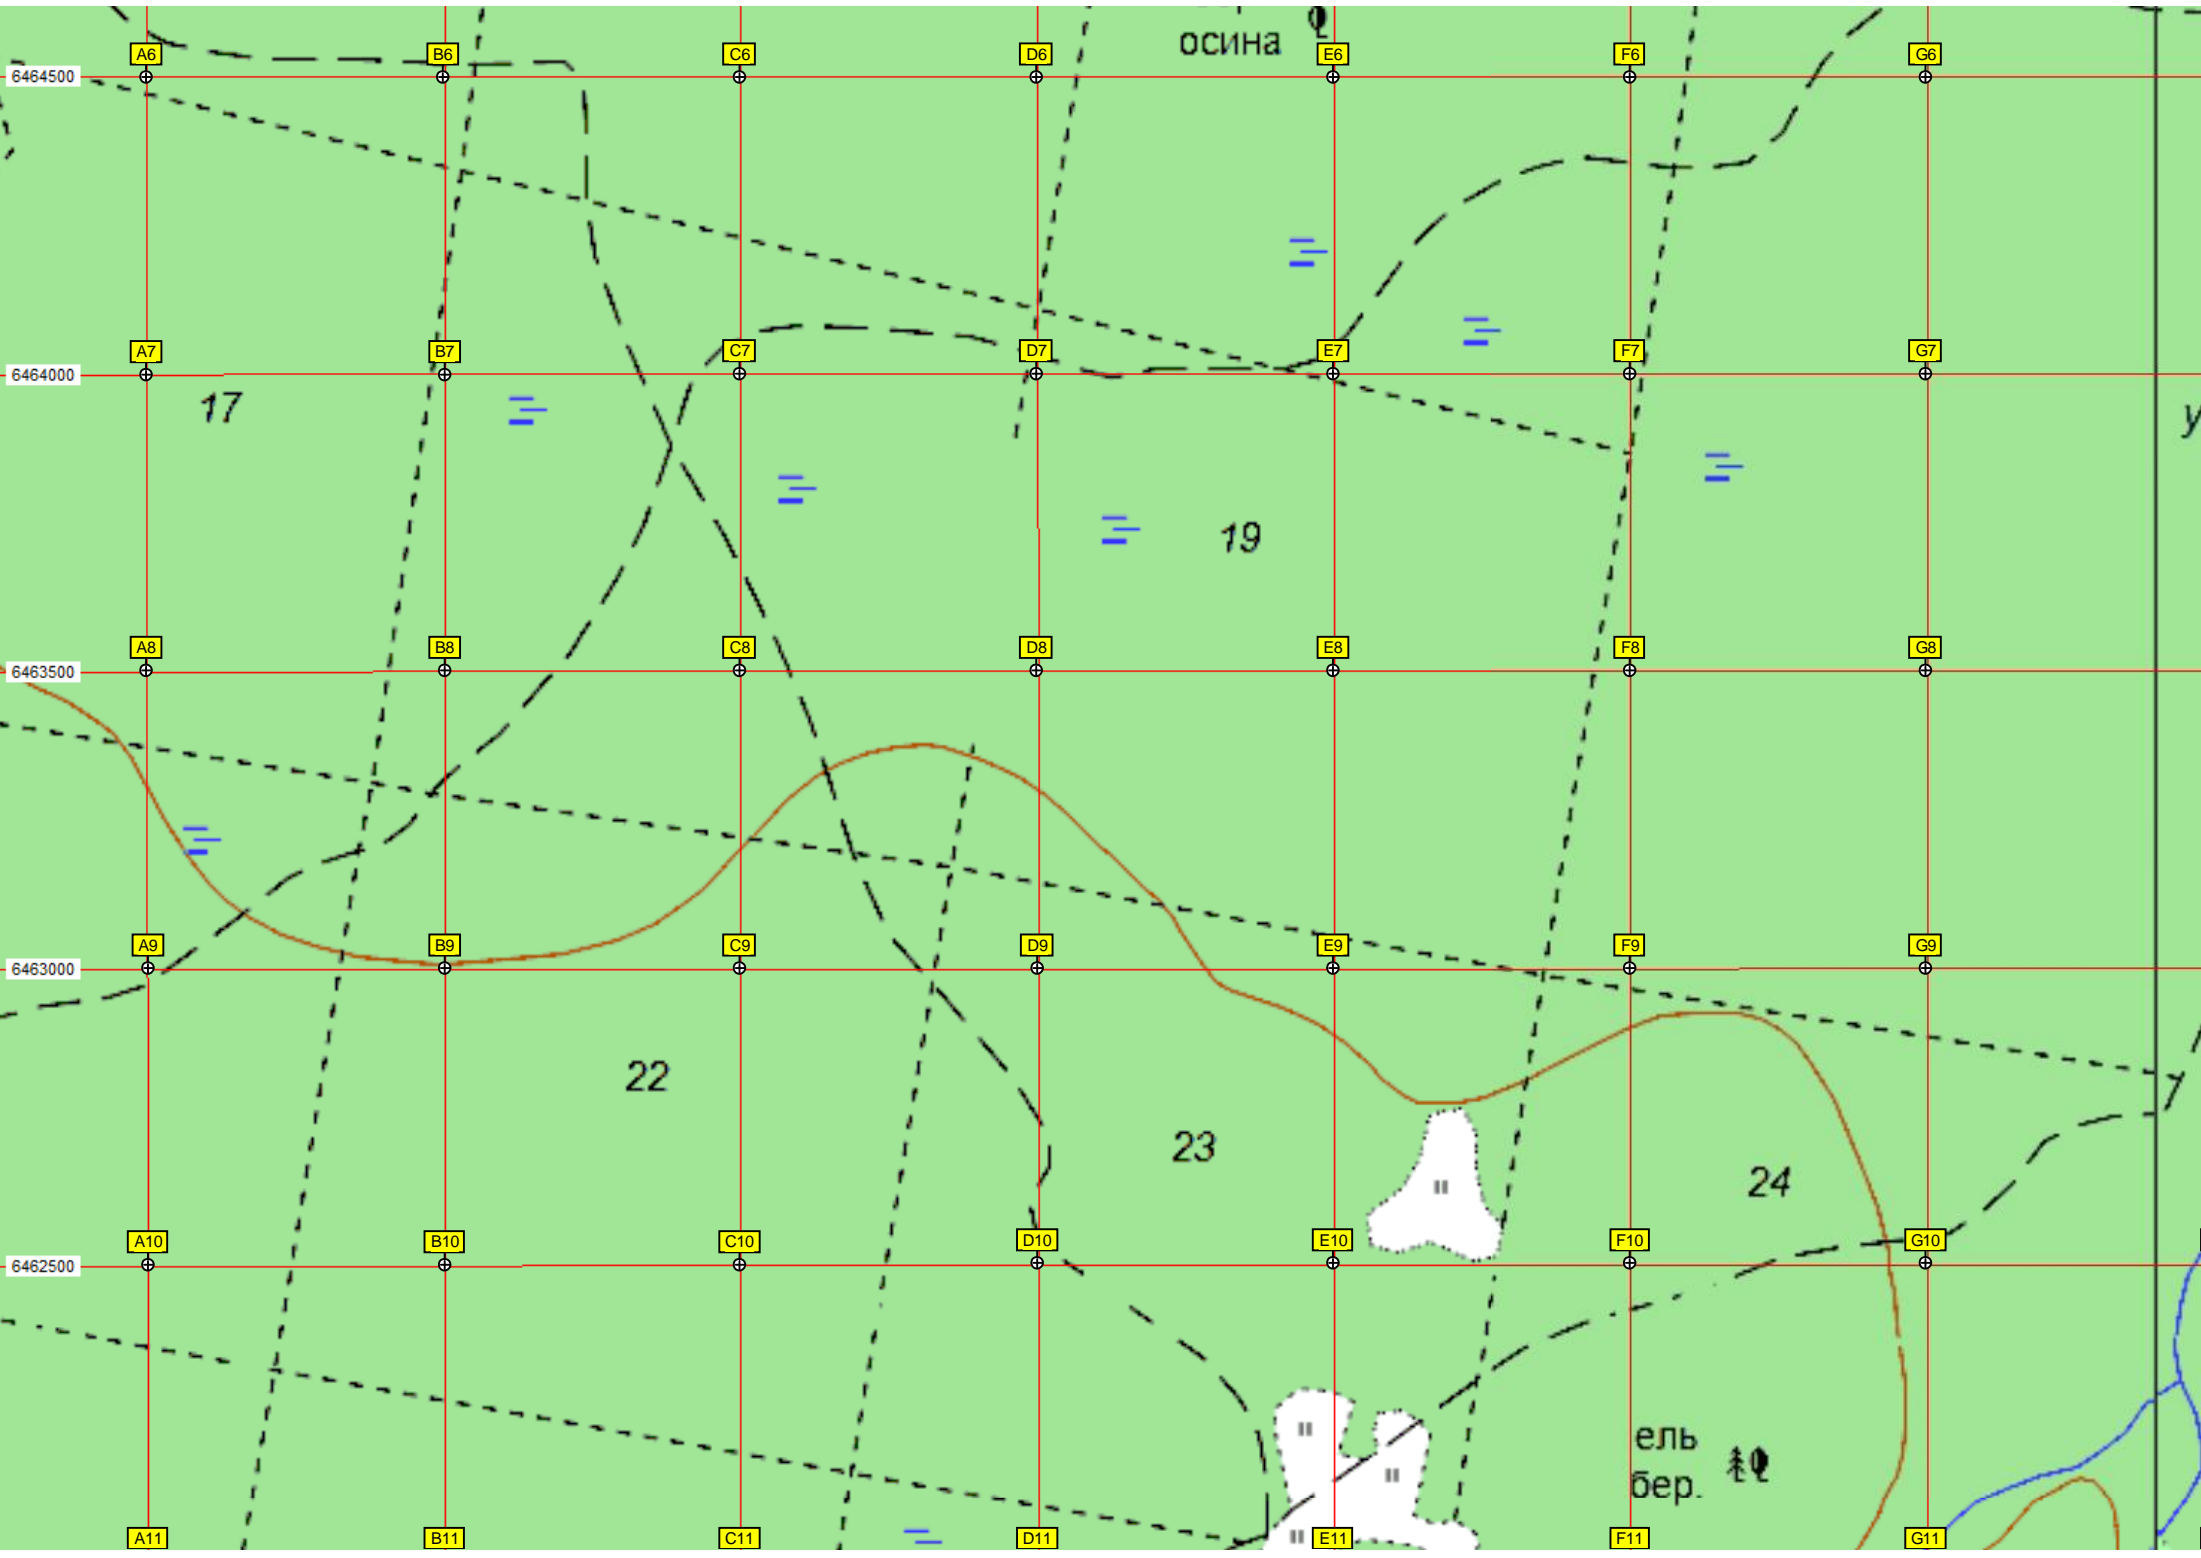 осина
A6 B6 C6 D6 E6 F6 G6
6464500
A7 B7 C7 D7 E7 F7 G7
6464000
17
у
19
A8 B8 C8 D8 E8 F8 G8
6463500
A9 B9 C9 D9 E9 F9 G9
6463000
22
23
24
A10 B10 C10 D10 E10 F10 G10
6462500
ель
бер.
A11 B11 C11 D11 E11 F11 G11